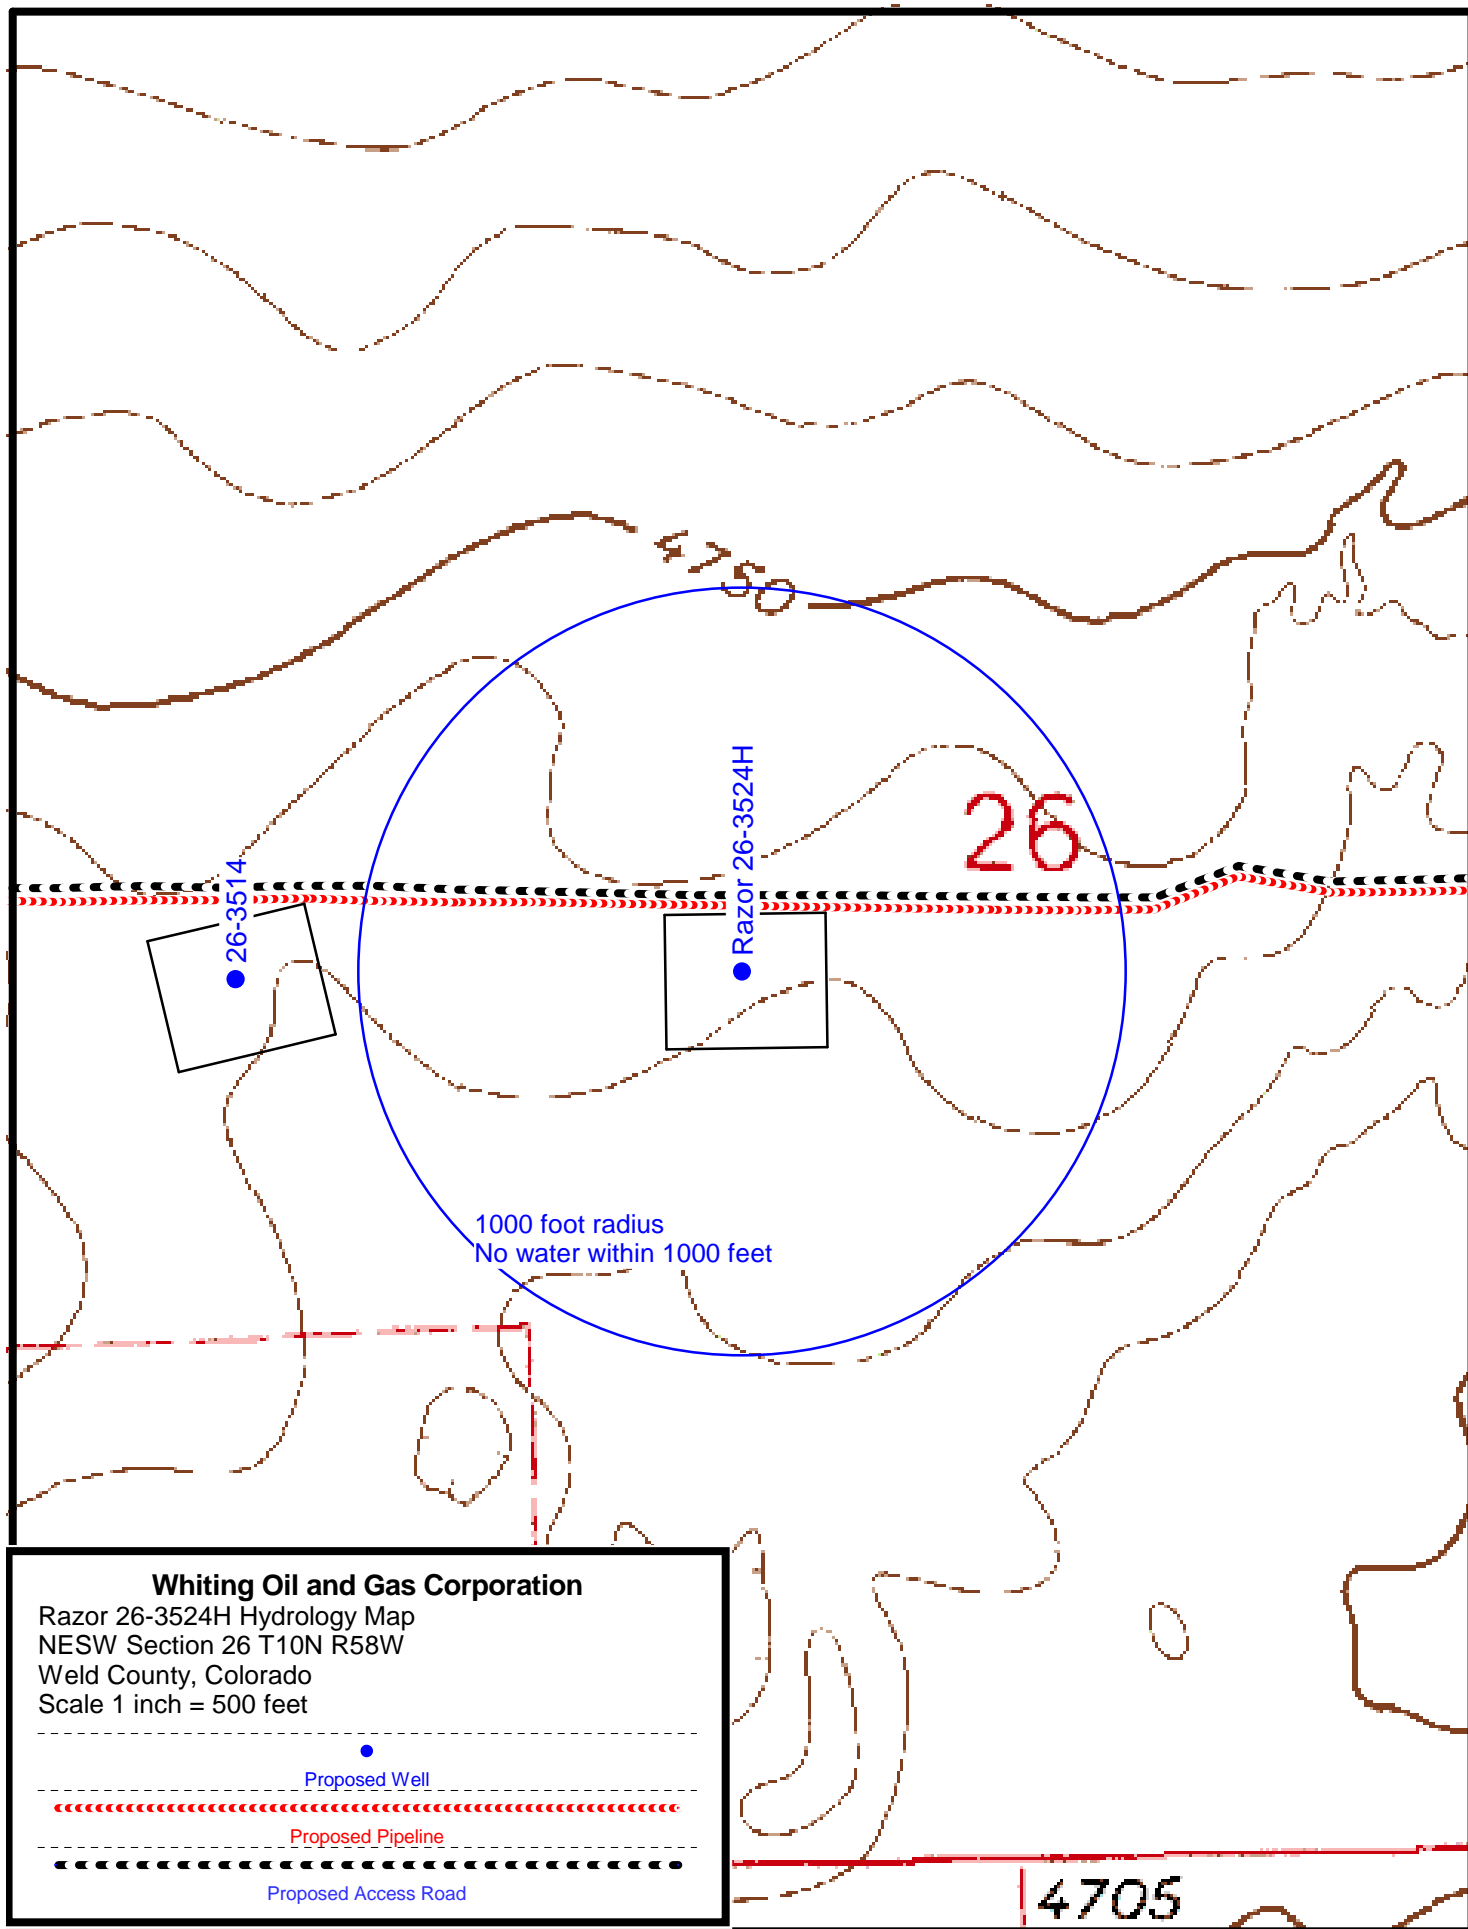 4750
26
Razor 26-3524H
26-3514
1000 foot radius
No water within 1000 feet
Whiting Oil and Gas Corporation
Razor 26-3524H Hydrology Map
NESW Section 26 T10N R58W
Weld County, Colorado
Scale 1 inch = 500 feet
Proposed Well
Proposed Pipeline
Proposed Access Road
4705